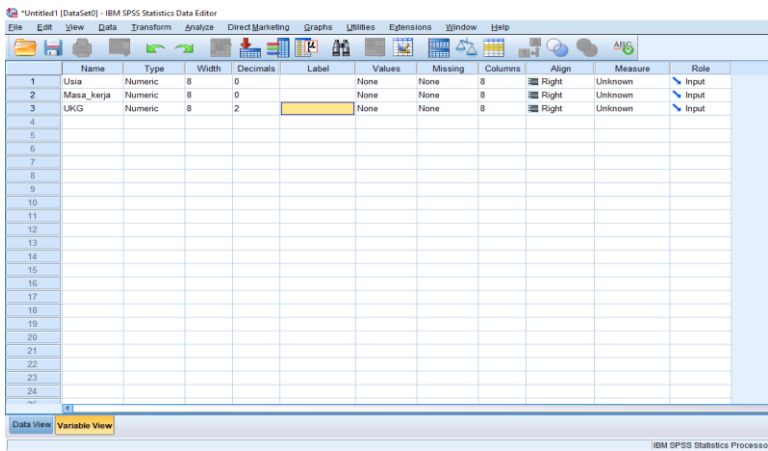 *Untitled1 [DataSet0] - IBM SPSS Statistics Data Editor
File Edit View Data Transform Analyze Direct Marketing Graphs Utilities Extensions Window Help
Name Type Width Decimals Label Values Missing Columns Align Measure Role
1 Usia Numeric 8 0 None None 8 Right Unknown Input
2 Masa_kerja Numeric 8 0 None None 8 Right Unknown Input
3 UKG Numeric 8 2 None None 8 Right Unknown Input
4
5
6
7
8
9
10
11
12
13
14
15
16
17
18
19
20
21
22
23
24
Data View Variable View
IBM SPSS Statistics Processo